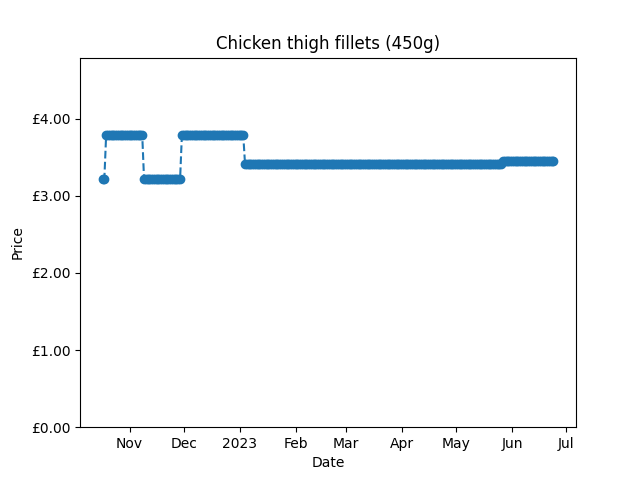 Chicken thigh fillets (450g)
£4.00
£3.00
£2.00
£1.00
£0.00
Price
Nov Dec 2023 Feb Mar Apr May Jun Jul
Date